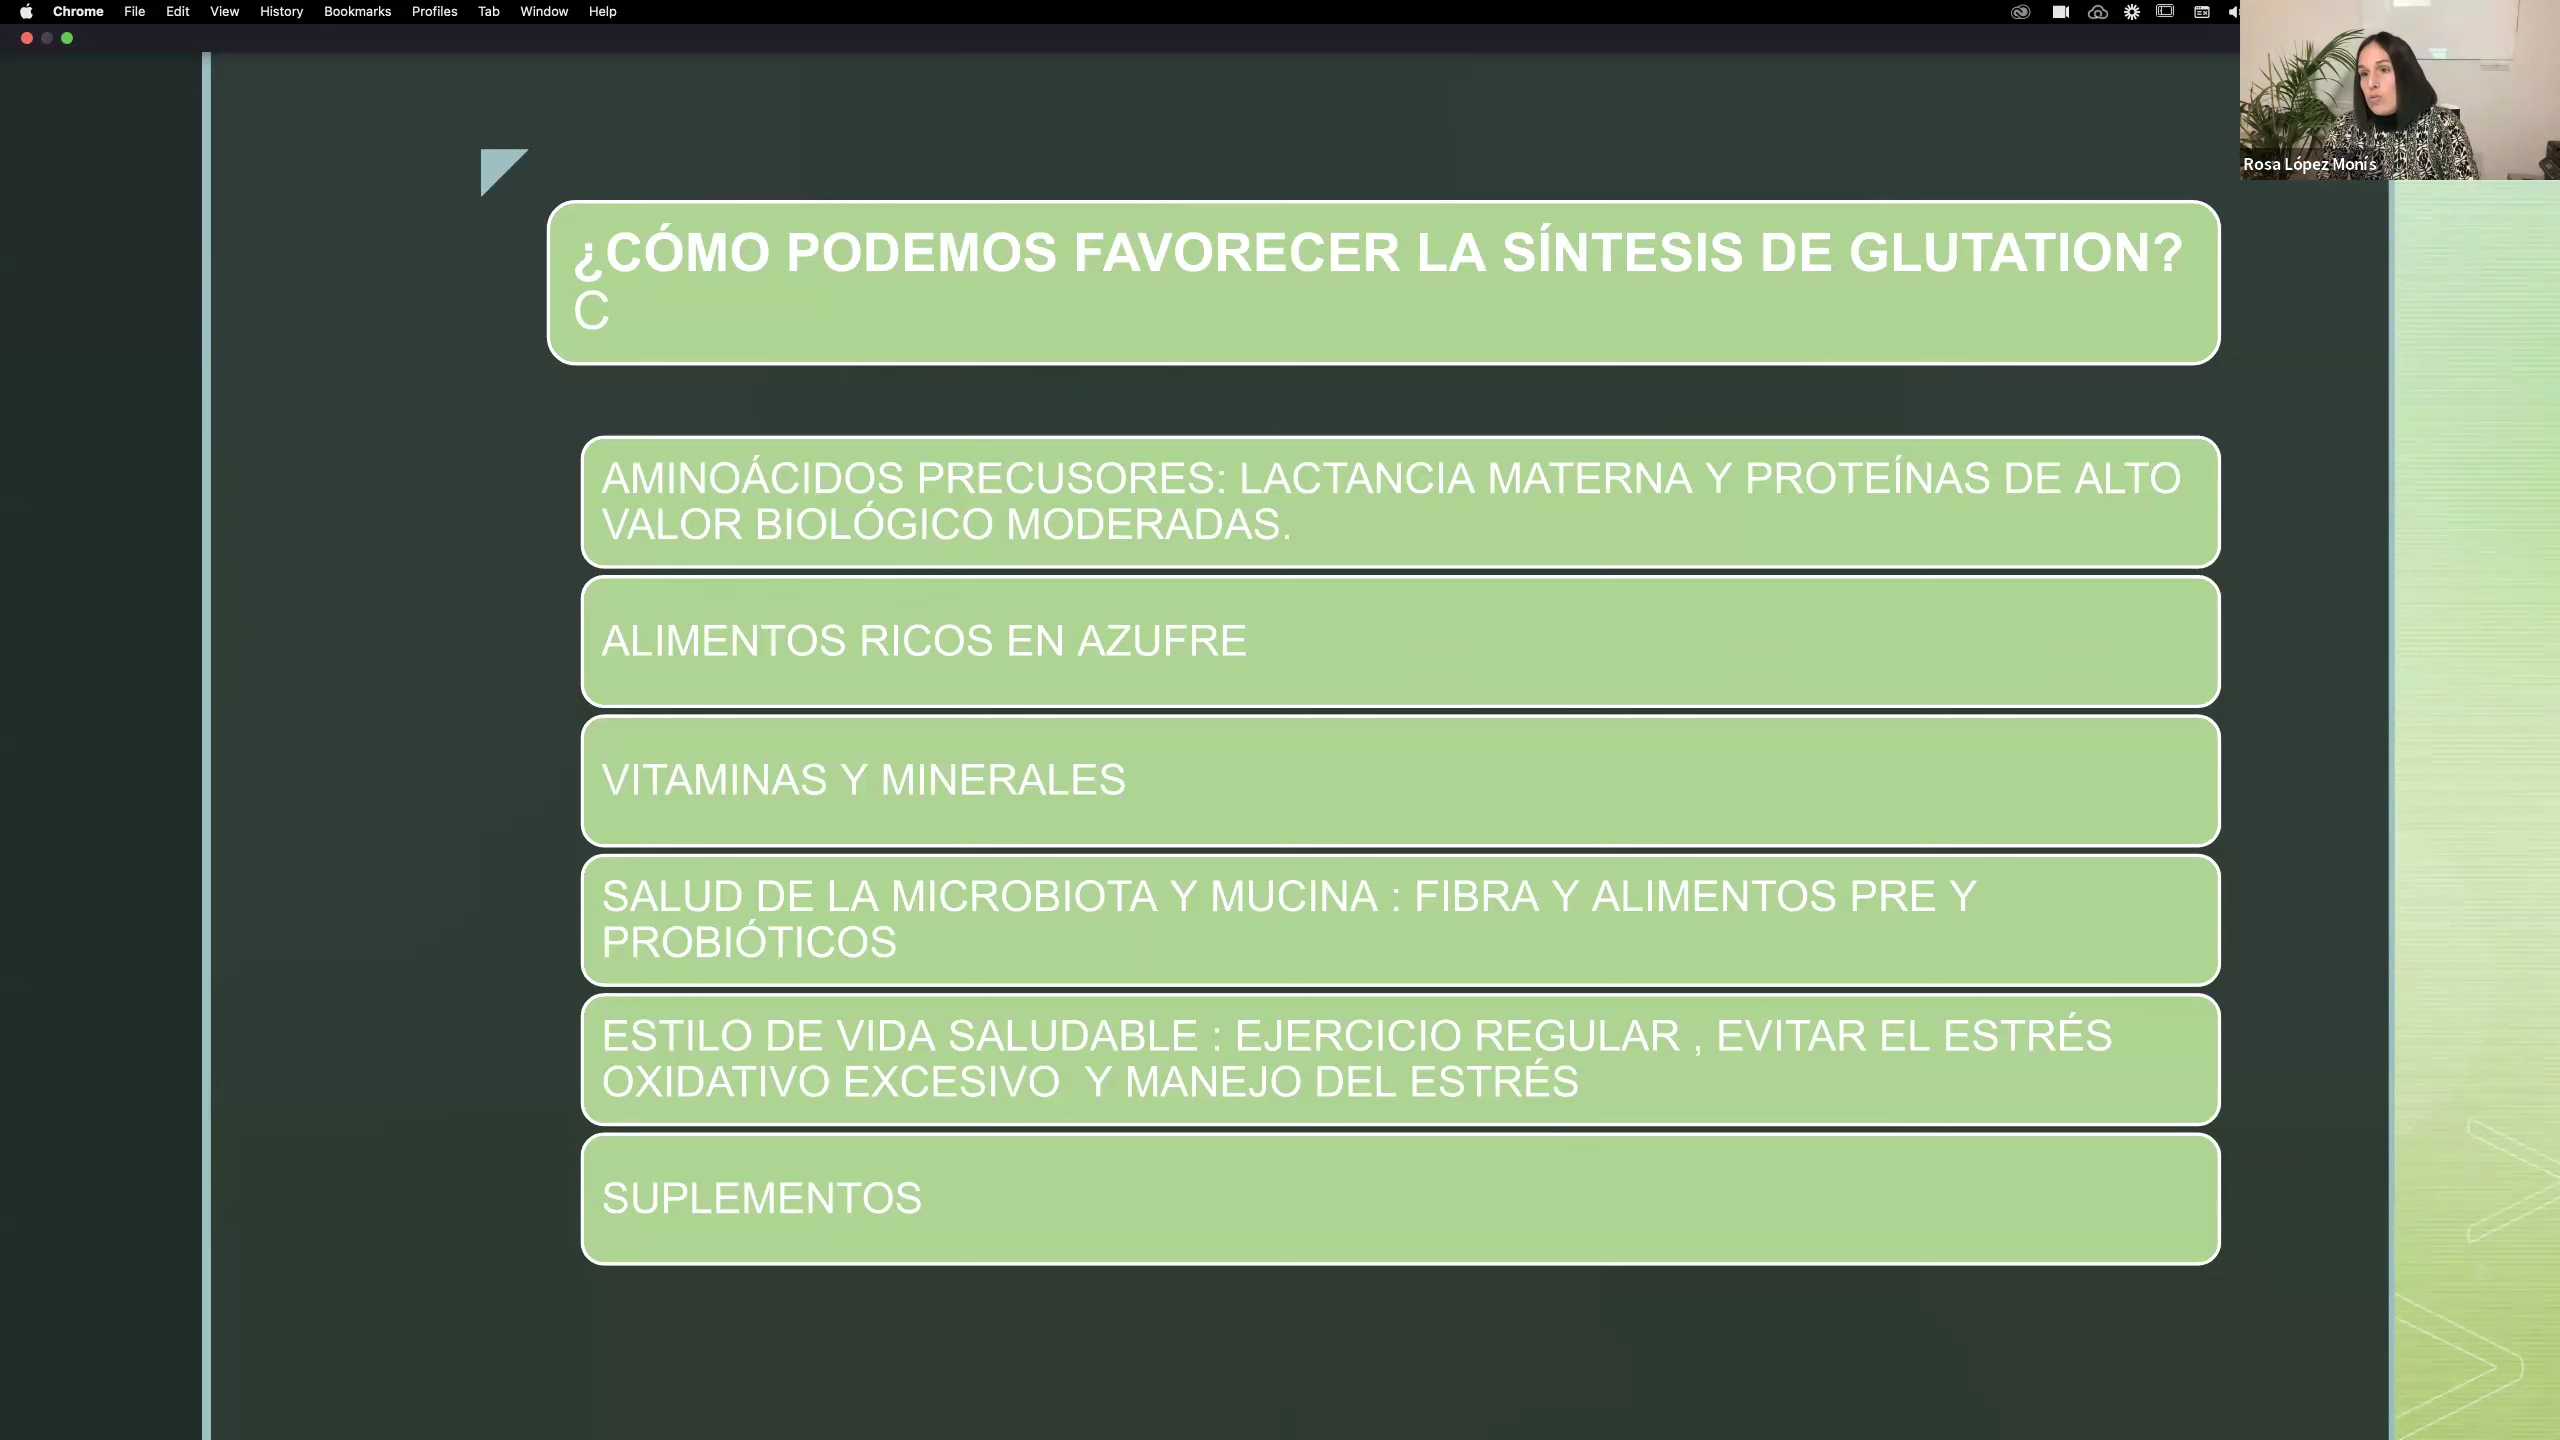 Chrome File Edit View History Bookmarks Profiles Tab Window Help
Rosa López Monís
¿CÓMO PODEMOS FAVORECER LA SÍNTESIS DE GLUTATION?
C
AMINOÁCIDOS PRECUSORES: LACTANCIA MATERNA Y PROTEÍNAS DE ALTO
VALOR BIOLÓGICO MODERADAS.
ALIMENTOS RICOS EN AZUFRE
VITAMINAS Y MINERALES
SALUD DE LA MICROBIOTA Y MUCINA : FIBRA Y ALIMENTOS PRE Y
PROBIÓTICOS
ESTILO DE VIDA SALUDABLE : EJERCICIO REGULAR , EVITAR EL ESTRÉS
OXIDATIVO EXCESIVO  Y MANEJO DEL ESTRÉS
SUPLEMENTOS